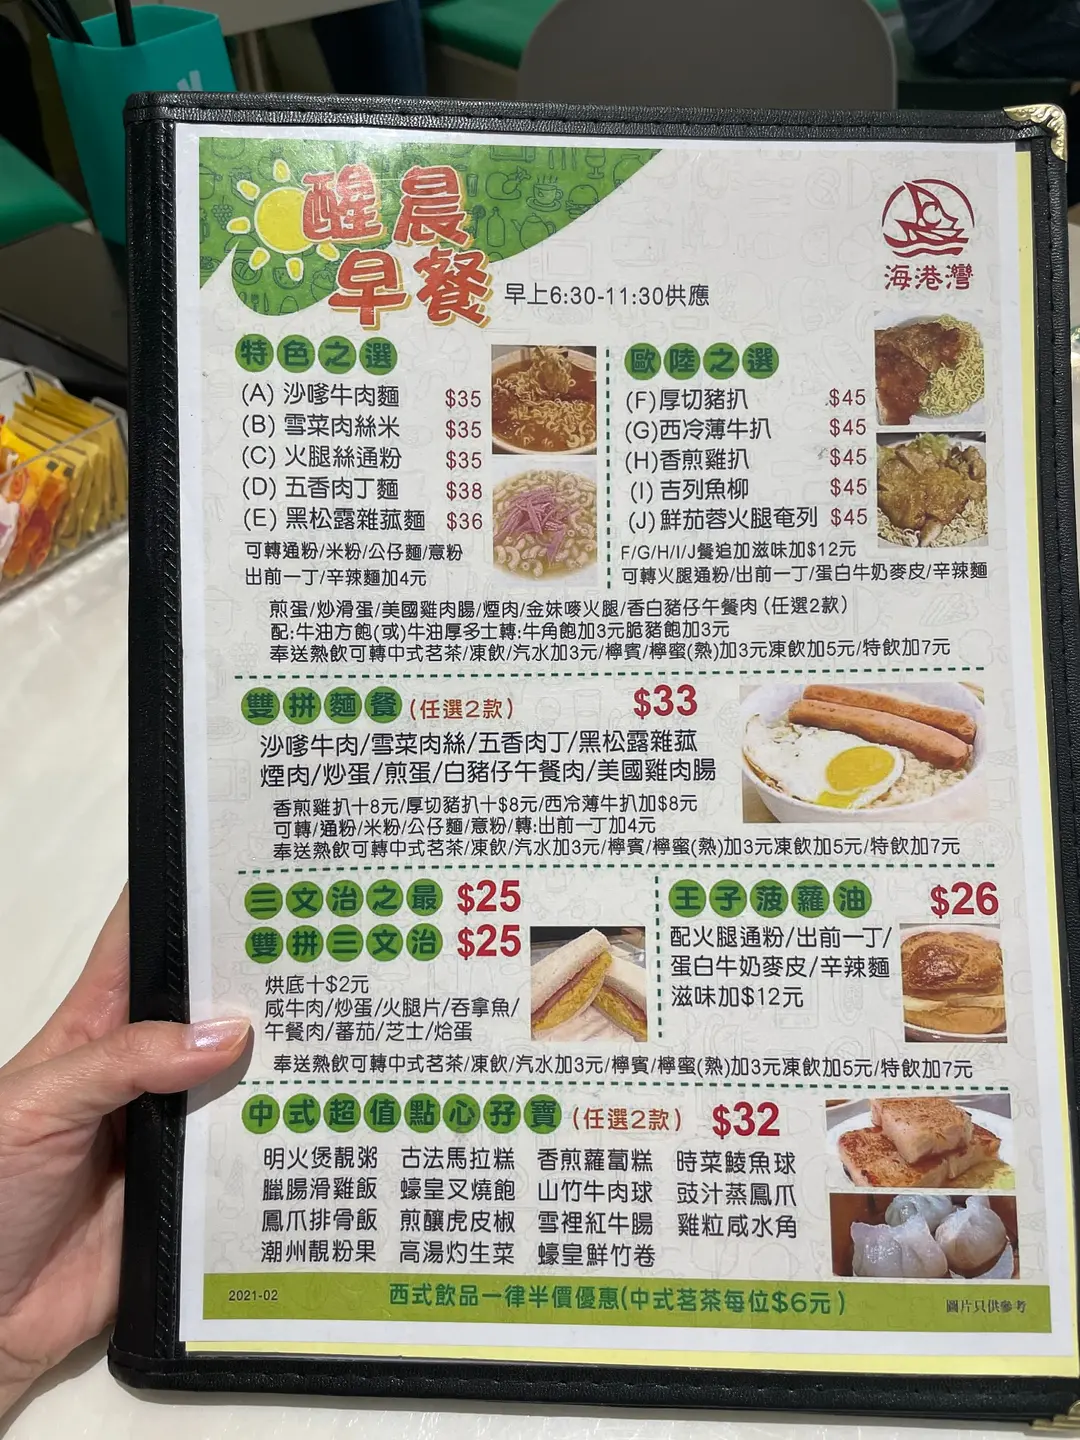 醒晨
早餐
早上6:30-11:30供應
海港灣
特色之選
(A) 沙嗲牛肉麵 $35
(B) 雪菜肉絲米 $35
(C) 火腿絲通粉 $35
(D) 五香肉丁麵 $38
(E) 黑松露雜菰麵 $36
可轉通粉/米粉/公仔麵/薏粉
出前一丁/辛辣麵加4元
歐陸之選
(F)厚切豬扒 $45
(G)西冷薄牛扒 $45
(H)香煎雞扒 $45
(I) 吉列魚柳 $45
(J)鮮茄蓉火腿奄列 $45
F/G/H/I/J餐追加滋味加$12元
可轉火腿通粉/出前一丁/蛋白牛奶麥皮/辛辣麵
煎蛋/炒滑蛋/美國雞肉腸/煙肉/金妹嘜火腿/香白豬仔午餐肉(任選2款)
配:牛油方飽(或)牛油厚多士轉:牛角飽加3元脆豬飽加3元
奉送熱飲可轉中式茗茶/凍飲/汽水加3元/檸賓/檸蜜(熱)加3元凍飲加5元/特飲加7元
雙拼麵餐(任選2款) $33
沙嗲牛肉/雪菜肉絲/五香肉丁/黑松露雜菰
煙肉/炒蛋/煎蛋/白豬仔午餐肉/美國雞肉腸
香煎雞扒十8元/厚切豬扒十$8元/西冷薄牛扒加$8元
可轉/通粉/米粉/公仔麵/薏粉/轉:出前一丁加4元
奉送熱飲可轉中式茗茶/凍飲/汽水加3元/檸賓/檸蜜(熱)加3元凍飲加5元/特飲加7元
三文治之最 $25
雙拼三文治 $25
烘底十$2元
咸牛肉/炒蛋/火腿片/吞拿魚/
午餐肉/蕃茄/芝士/烚蛋
王子菠蘿油 $26
配火腿通粉/出前一丁/
蛋白牛奶麥皮/辛辣麵
滋味加$12元
奉送熱飲可轉中式茗茶/凍飲/汽水加3元/檸賓/檸蜜(熱)加3元凍飲加5元/特飲加7元
中式超值點心孖寶(任選2款) $32
明火煲靚粥 古法馬拉糕 香煎蘿蔔糕 時菜鯪魚球
臘腸滑雞飯 蠔皇叉燒飽 山竹牛肉球 豉汁蒸鳳爪
鳳爪排骨飯 煎釀虎皮椒 雪裡紅牛腸 雞粒咸水角
潮州靚粉果 高湯灼生菜 蠔皇鮮竹卷
2021-02 西式飲品一律半價優惠(中式茗茶每位$6元) 圖片只供參考